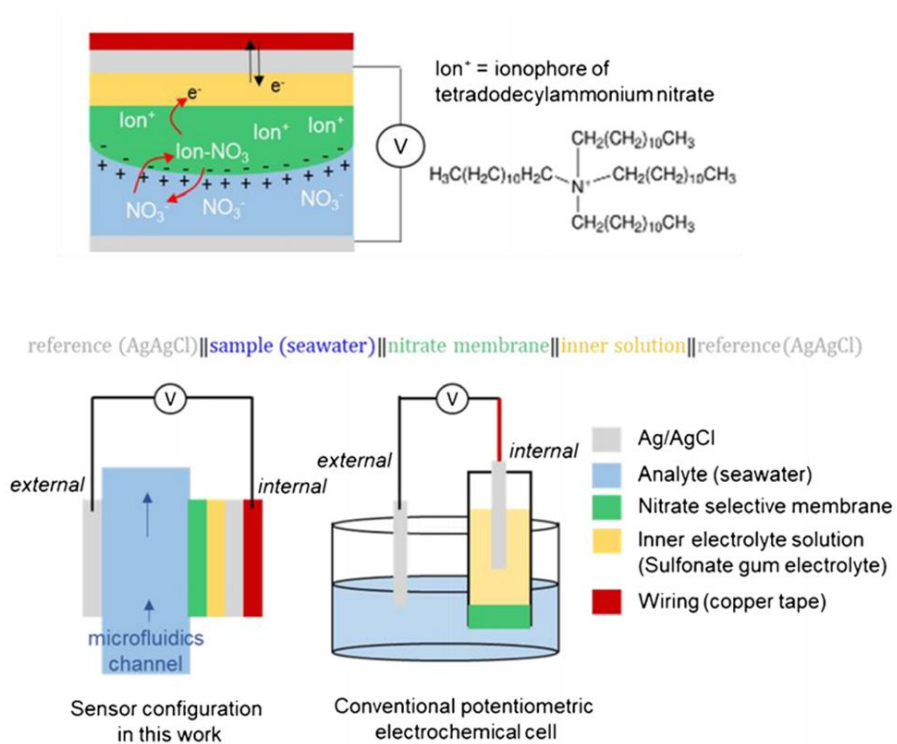 Ion⁺ = ionophore of
tetradodecylammonium nitrate
e⁻
e⁻
Ion⁺
Ion⁺
Ion⁺
Ion-NO₃
NO₃⁻
NO₃⁻
NO₃⁻
V
CH₂(CH₂)₁₀CH₃
H₃C(H₂C)₁₀H₂C
N⁺
CH₂(CH₂)₁₀CH₃
CH₂(CH₂)₁₀CH₃
reference (AgAgCl)||sample (seawater)||nitrate membrane||inner solution||reference(AgAgCl)
V
external
internal
microfluidics
channel
Sensor configuration
in this work
V
external
internal
Conventional potentiometric
electrochemical cell
Ag/AgCl
Analyte (seawater)
Nitrate selective membrane
Inner electrolyte solution
(Sulfonate gum electrolyte)
Wiring (copper tape)